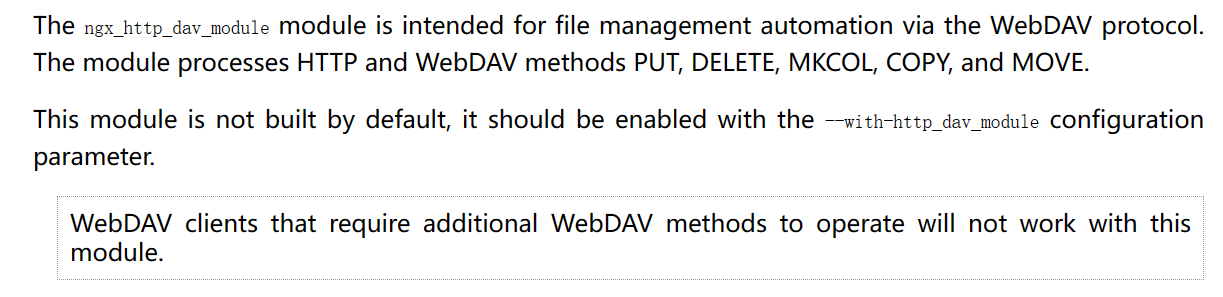 The ngx_http_dav_module module is intended for file management automation via the WebDAV protocol.
The module processes HTTP and WebDAV methods PUT, DELETE, MKCOL, COPY, and MOVE.
This module is not built by default, it should be enabled with the --with-http_dav_module configuration
parameter.
WebDAV clients that require additional WebDAV methods to operate will not work with this
module.